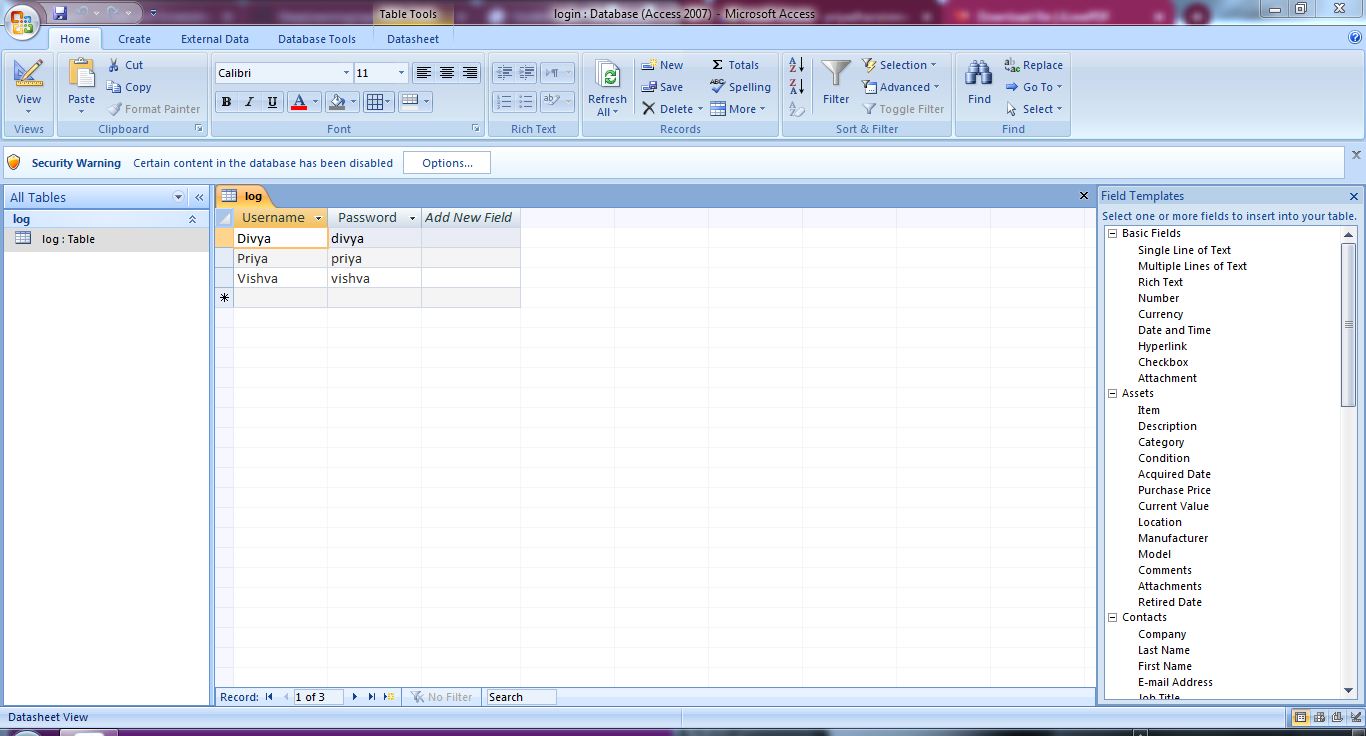 Table Tools login : Database (Access 2007) - Microsoft Access
Home Create External Data Database Tools Datasheet
View
Views
Paste
Cut
Copy
Format Painter
Clipboard
Calibri 11
B I U A
Font
Rich Text
Refresh
All
New
Save
Delete
Totals
Spelling
More
Records
Filter
Selection
Advanced
Toggle Filter
Sort & Filter
Find
Replace
Go To
Select
Find
Security Warning Certain content in the database has been disabled Options...
All Tables
log
log : Table
log
Username Password Add New Field
Divya divya
Priya priya
Vishva vishva
Record: 1 of 3 No Filter Search
Field Templates
Select one or more fields to insert into your table.
Basic Fields
Single Line of Text
Multiple Lines of Text
Rich Text
Number
Currency
Date and Time
Hyperlink
Checkbox
Attachment
Assets
Item
Description
Category
Condition
Acquired Date
Purchase Price
Current Value
Location
Manufacturer
Model
Comments
Attachments
Retired Date
Contacts
Company
Last Name
First Name
E-mail Address
Job Title
Datasheet View